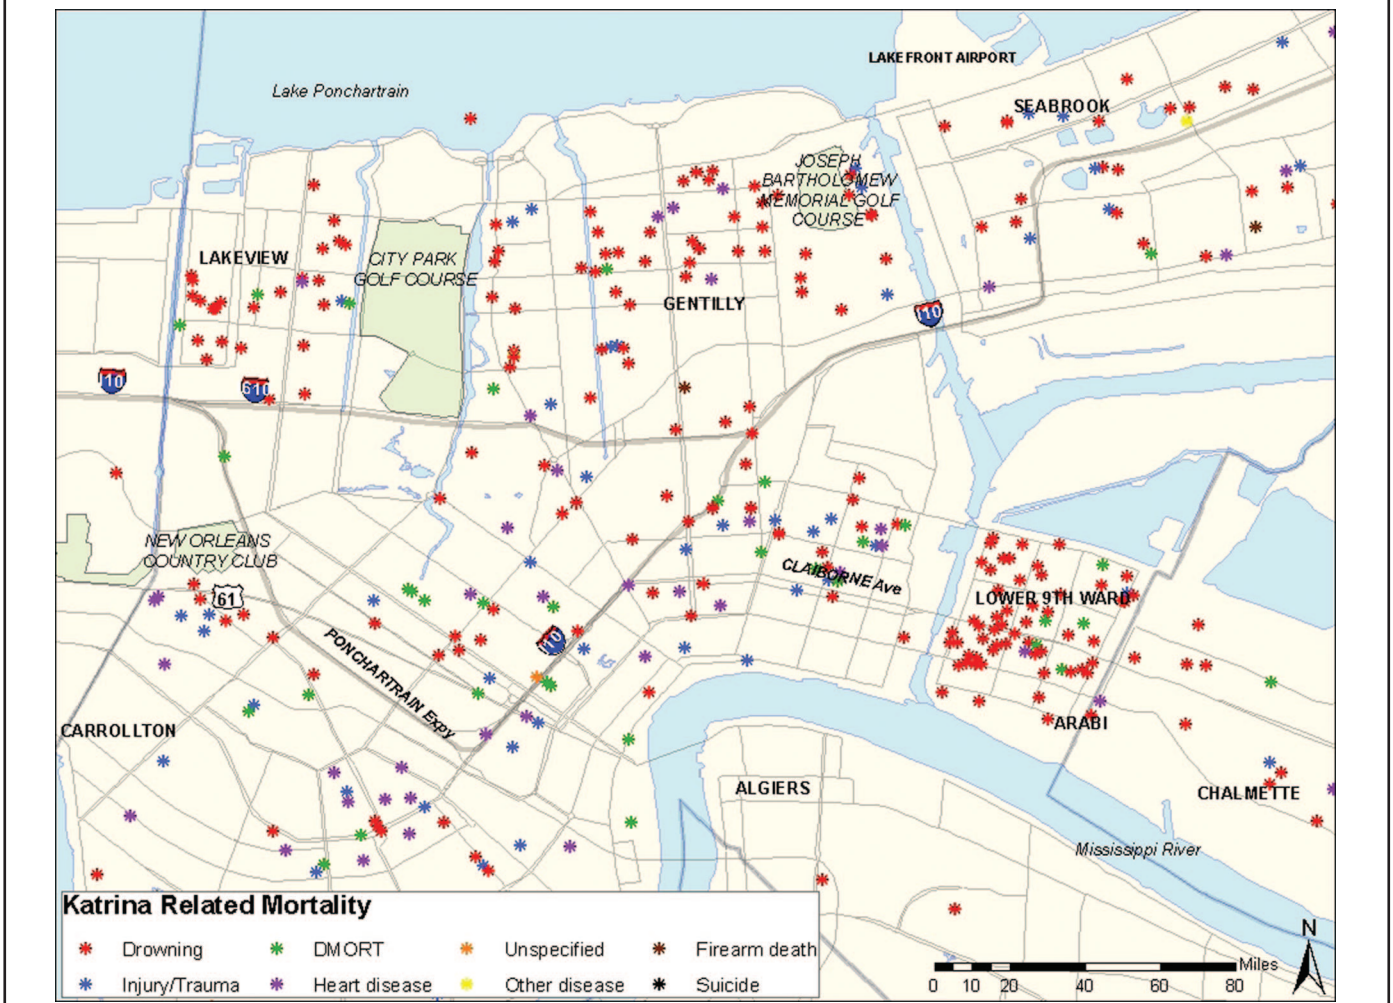 LAKEFRONT AIRPORT
Lake Ponchartrain
SEABROOK
JOSEPH
BARTHOLOMEW
MEMORIAL GOLF
COURSE
LAKEVIEW
CITY PARK
GOLF COURSE
GENTILLY
110
110
610
NEW ORLEANS
COUNTRY CLUB
CLAIBORNE Ave
61
LOWER 9TH WARD
110
PONCHARTRAIN Expy
CARROLLTON
ARABI
ALGIERS
CHALMETTE
Mississippi River
Katrina Related Mortality
Drowning
DMORT
Unspecified
Firearm death
Injury/Trauma
Heart disease
Other disease
Suicide
N
Miles
0 10 20 40 60 80